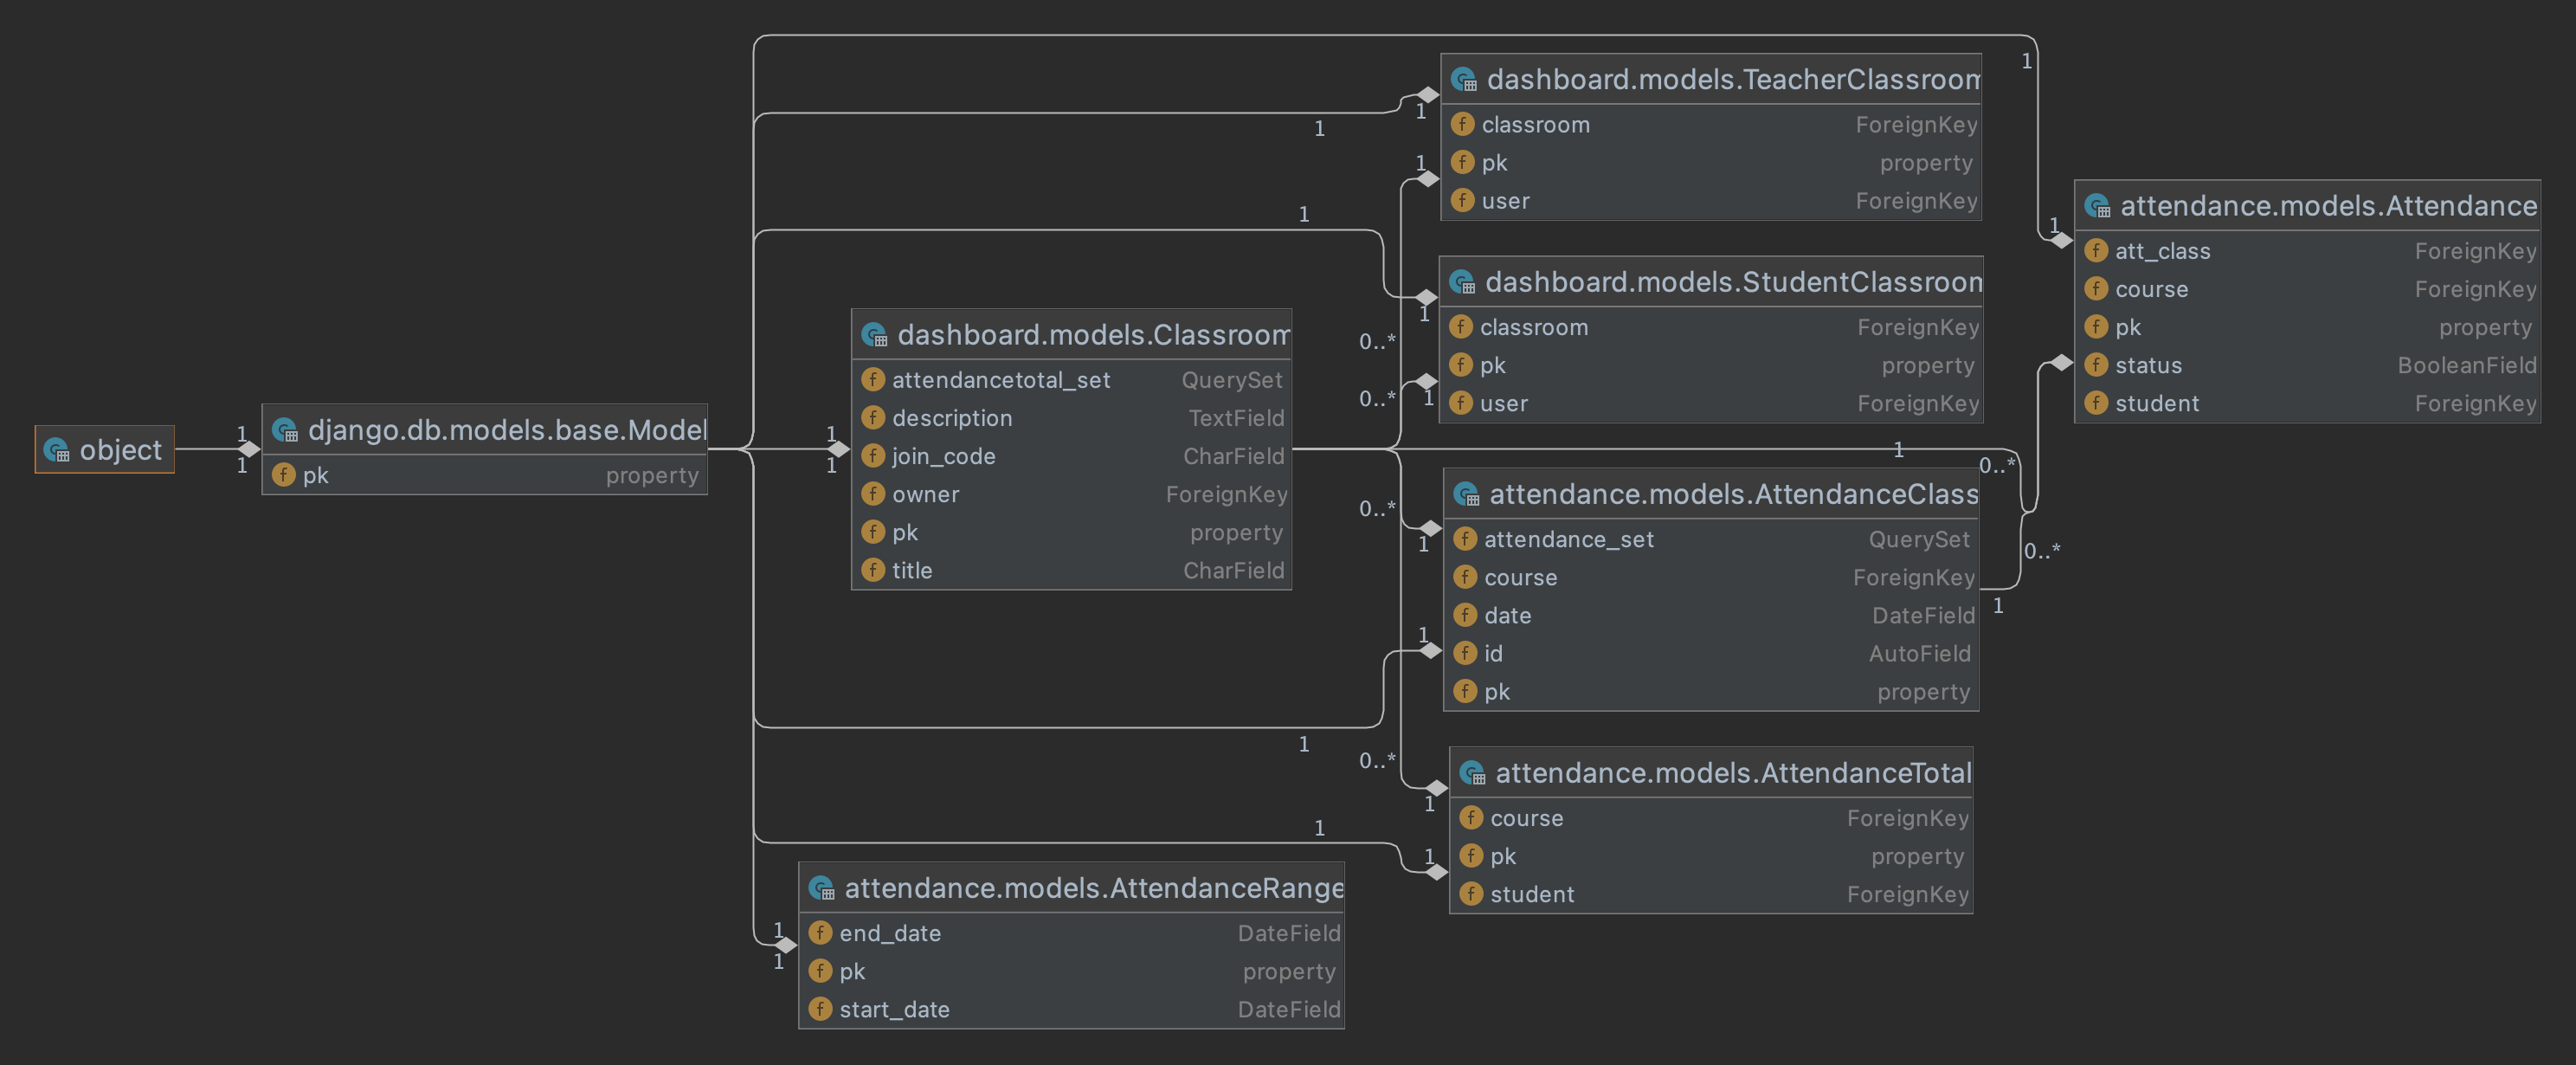 object
django.db.models.base.Model
pk property
dashboard.models.Classroom
attendancetotal_set QuerySet
description TextField
join_code CharField
owner ForeignKey
pk property
title CharField
attendance.models.AttendanceRange
end_date DateField
pk property
start_date DateField
dashboard.models.TeacherClassroom
classroom ForeignKey
pk property
user ForeignKey
dashboard.models.StudentClassroom
classroom ForeignKey
pk property
user ForeignKey
attendance.models.AttendanceClass
attendance_set QuerySet
course ForeignKey
date DateField
id AutoField
pk property
attendance.models.AttendanceTotal
course ForeignKey
pk property
student ForeignKey
attendance.models.Attendance
att_class ForeignKey
course ForeignKey
pk property
status BooleanField
student ForeignKey
1
1
1
1
1
1
1
1
1
1
0..*
0..*
1
1
0..*
0..*
1
0..*
1
1
1
0..*
1
1
1
1
1
1